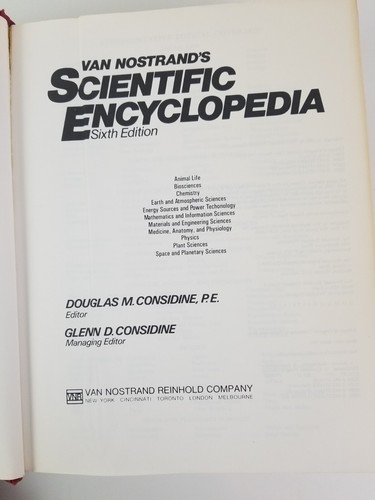 VAN NOSTRAND'S
SCIENTIFIC
ENCYCLOPEDIA
Sixth Edition
Animal Life
Biosciences
Chemistry
Earth and Atmospheric Sciences
Energy Sources and Power Techonology
Mathematics and Information Sciences
Materials and Engineering Sciences
Medicine, Anatomy, and Physiology
Physics
Plant Sciences
Space and Planetary Sciences
DOUGLAS M. CONSIDINE, P.E.
Editor
GLENN D. CONSIDINE
Managing Editor
VNR VAN NOSTRAND REINHOLD COMPANY
NEW YORK CINCINNATI TORONTO LONDON MELBOURNE